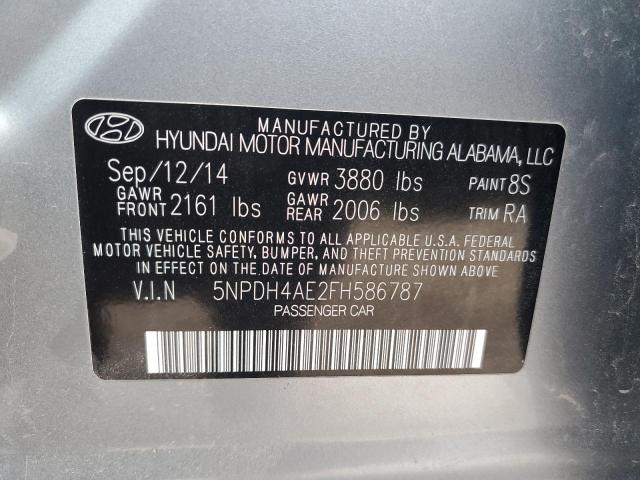 MANUFACTURED BY
HYUNDAI MOTOR MANUFACTURING ALABAMA, LLC
Sep/12/14 GVWR 3880 lbs PAINT 8S
GAWR FRONT 2161 lbs GAWR REAR 2006 lbs TRIM RA
THIS VEHICLE CONFORMS TO ALL APPLICABLE U.S.A. FEDERAL
MOTOR VEHICLE SAFETY, BUMPER, AND THEFT PREVENTION STANDARDS
IN EFFECT ON THE DATE OF MANUFACTURE SHOWN ABOVE.
V.I.N 5NPDH4AE2FH586787
PASSENGER CAR